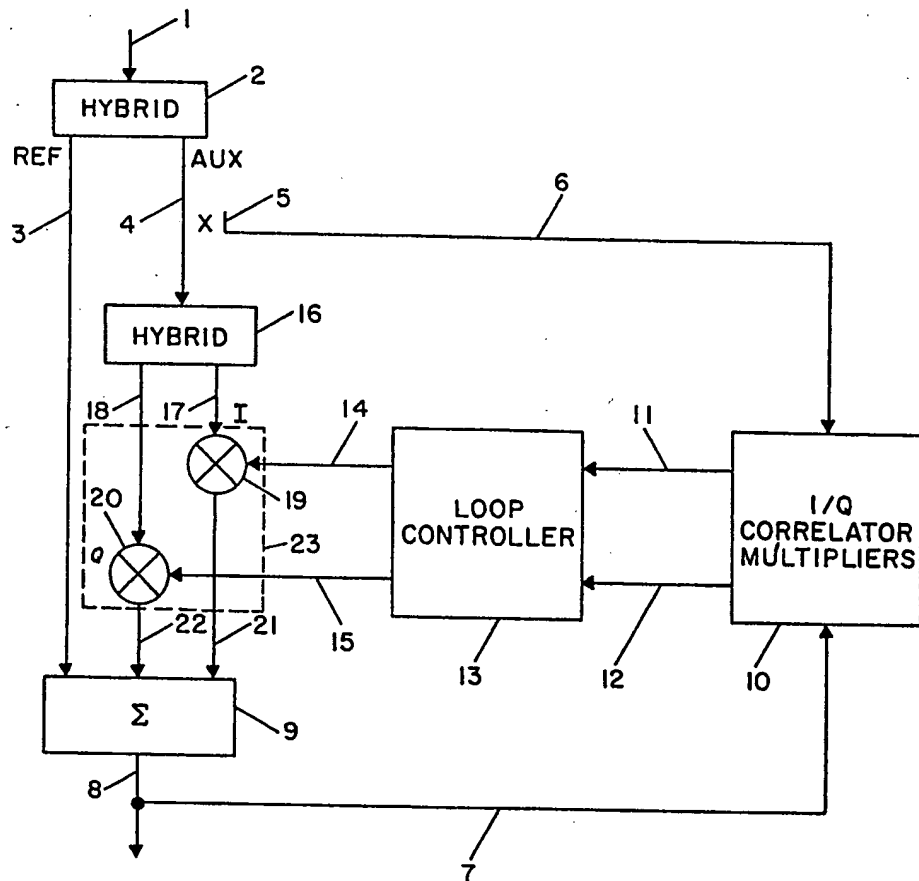 1
HYBRID
2
REF
AUX
3
4
X
5
6
HYBRID
16
18
17
I
14
11
19
20
Q
23
LOOP
CONTROLLER
I/Q
CORRELATOR
MULTIPLIERS
22
21
15
13
12
10
Σ
9
8
7